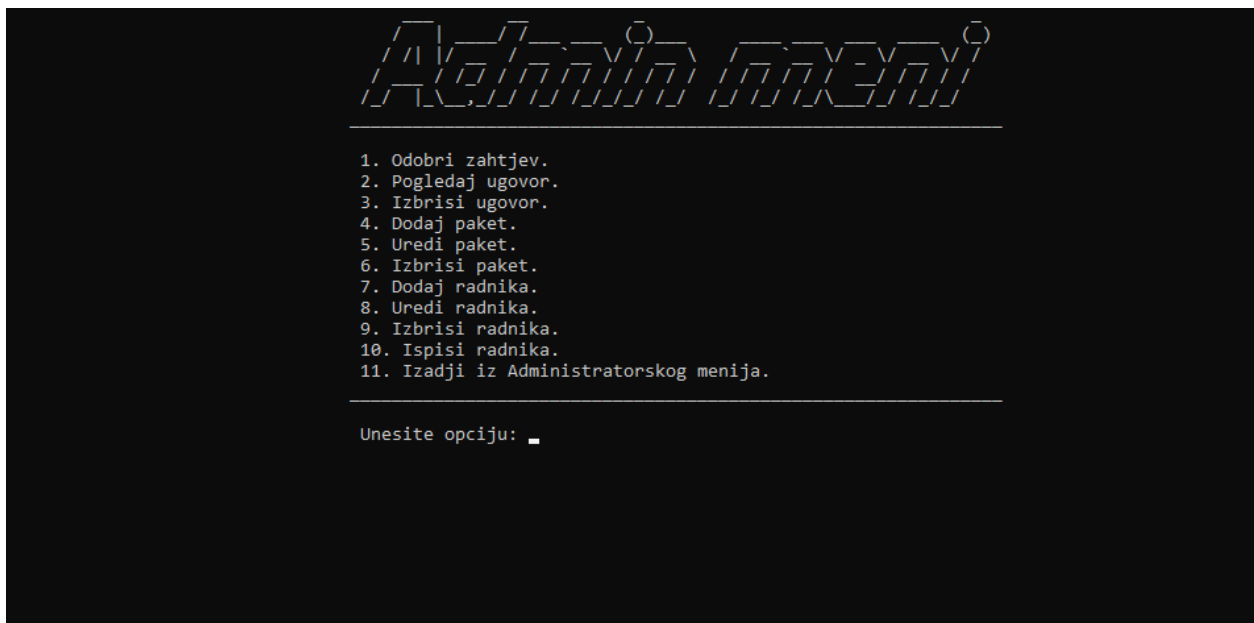 Admin meni
1. Odobri zahtjev.
2. Pogledaj ugovor.
3. Izbrisi ugovor.
4. Dodaj paket.
5. Uredi paket.
6. Izbrisi paket.
7. Dodaj radnika.
8. Uredi radnika.
9. Izbrisi radnika.
10. Ispisi radnika.
11. Izadji iz Administratorskog menija.
Unesite opciju: